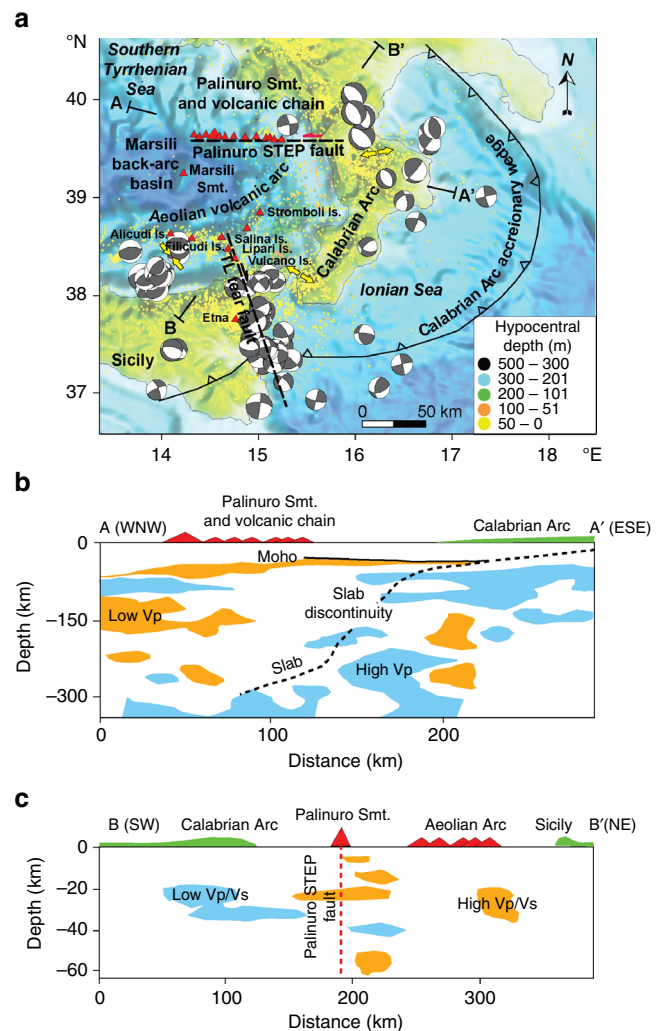 a
°N
Southern
Tyrrhenian
Sea
B'
N
40
A
Palinuro Smt.
and volcanic chain
Palinuro STEP fault
Marsili
back-arc
basin
Marsili
Smt.
39
A'
Aeolian volcanic arc
Stromboli Is.
Alicudi Is.
Filicudi Is.
Salina Is.
Lipari Is.
Vulcano Is.
Calabrian Arc
Calabrian Arc accretionary wedge
TL tear fault
Ionian Sea
38
B
Etna
Sicily
37
Hypocentral
depth (m)
500 – 300
300 – 201
200 – 101
100 – 51
50 – 0
0 50 km
14 15 16 17 18 °E
b
Palinuro Smt.
and volcanic chain
A (WNW)
Calabrian Arc
A′ (ESE)
0
Moho
Slab
discontinuity
Low Vp
–150
Slab
High Vp
–300
Depth (km)
0 100 200
Distance (km)
c
B (SW) Calabrian Arc Palinuro Smt. Aeolian Arc Sicily B′(NE)
0
–20
Low Vp/Vs
Palinuro STEP
fault
High Vp/Vs
–40
–60
Depth (km)
0 100 200 300
Distance (km)